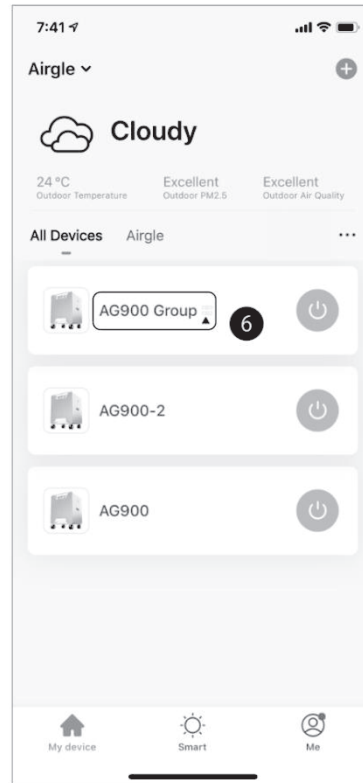 7:41
Airgle
Cloudy
24 °C Excellent Excellent
Outdoor Temperature Outdoor PM2.5 Outdoor Air Quality
All Devices Airgle ...
AG900 Group
6
AG900-2
AG900
My device Smart Me